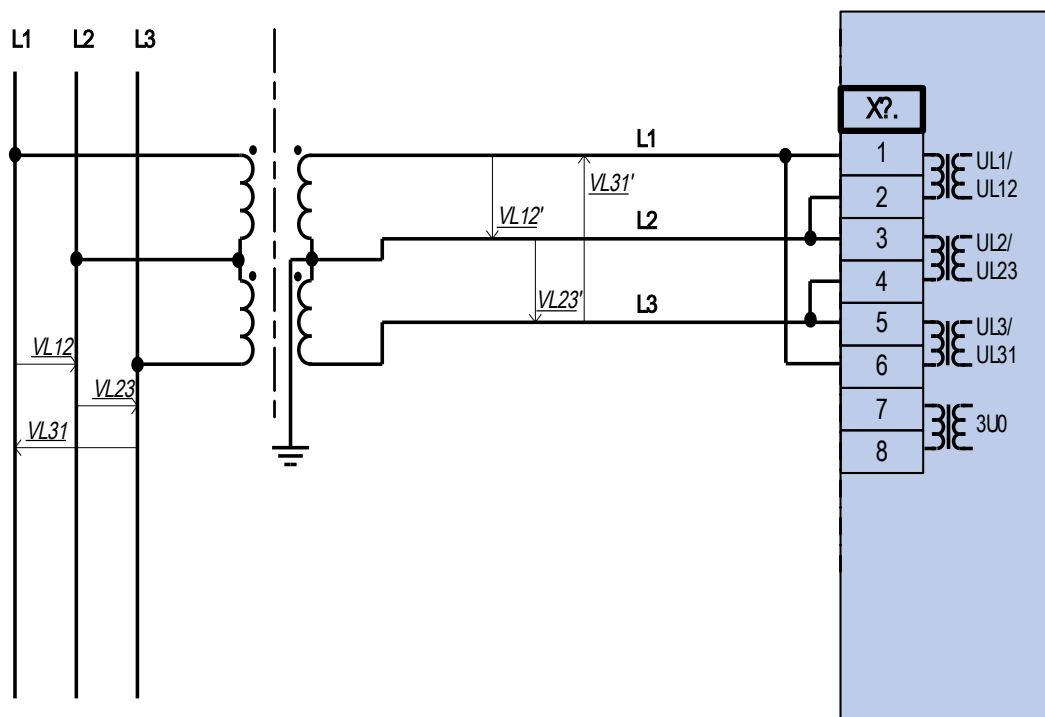 L1 L2 L3
X?.
L1
1
UL1/
UL12
VL31'
2
VL12'
L2
3
UL2/
UL23
4
VL23'
L3
5
UL3/
UL31
VL12
6
VL23
7
3U0
VL31
8